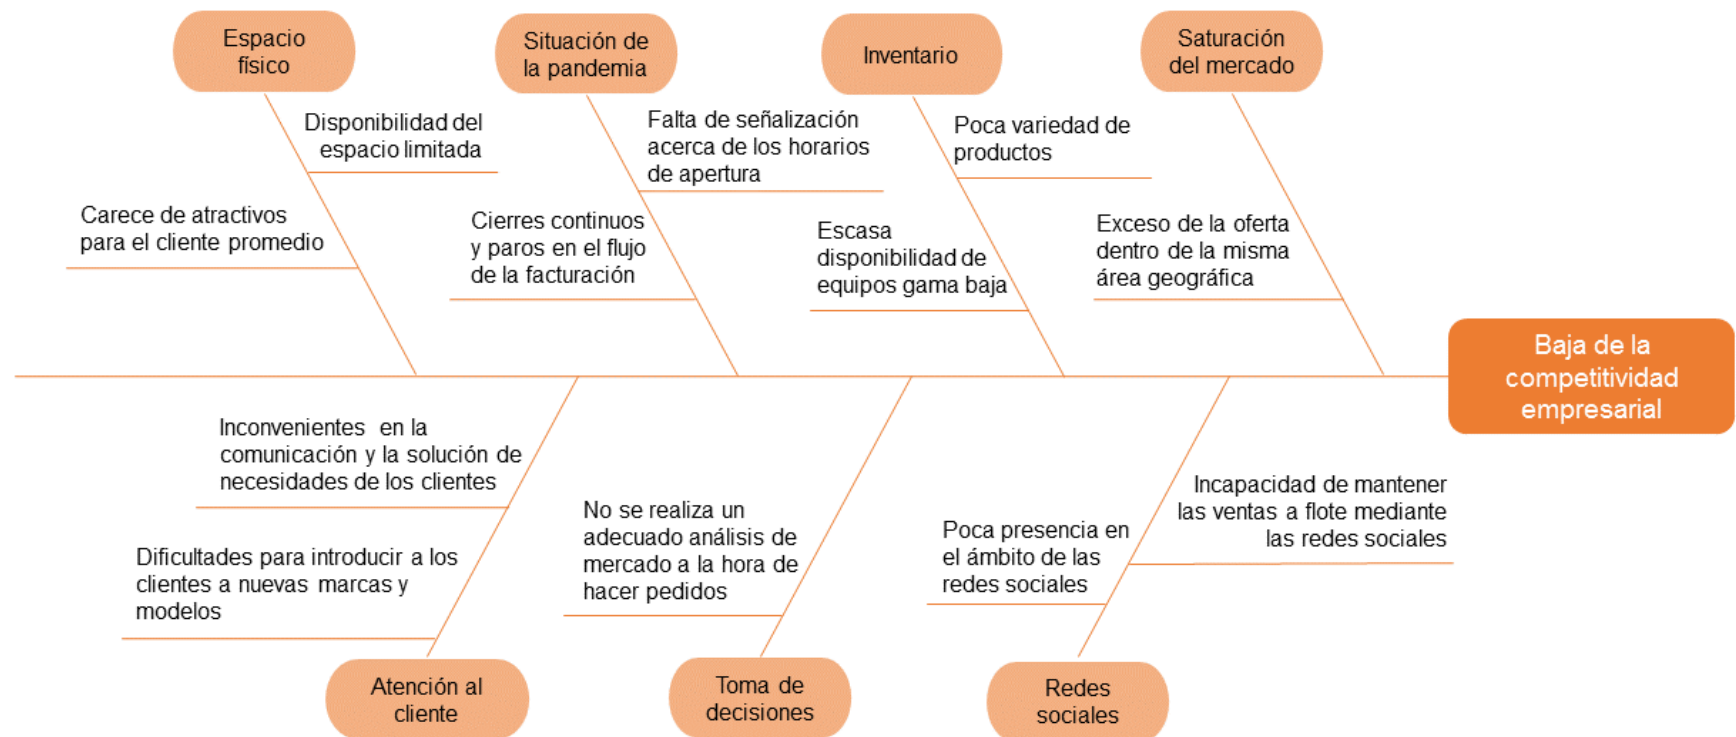 Espacio
físico
Situación de
la pandemia
Inventario
Saturación
del mercado
Disponibilidad del
espacio limitada
Carece de atractivos
para el cliente promedio
Falta de señalización
acerca de los horarios
de apertura
Cierres continuos
y paros en el flujo
de la facturación
Poca variedad de
productos
Escasa
disponibilidad de
equipos gama baja
Exceso de la oferta
dentro de la misma
área geográfica
Baja de la
competitividad
empresarial
Inconvenientes en la
comunicación y la solución de
necesidades de los clientes
Dificultades para introducir a los
clientes a nuevas marcas y
modelos
No se realiza un
adecuado análisis de
mercado a la hora de
hacer pedidos
Poca presencia en
el ámbito de las
redes sociales
Incapacidad de mantener
las ventas a flote mediante
las redes sociales
Atención al
cliente
Toma de
decisiones
Redes
sociales